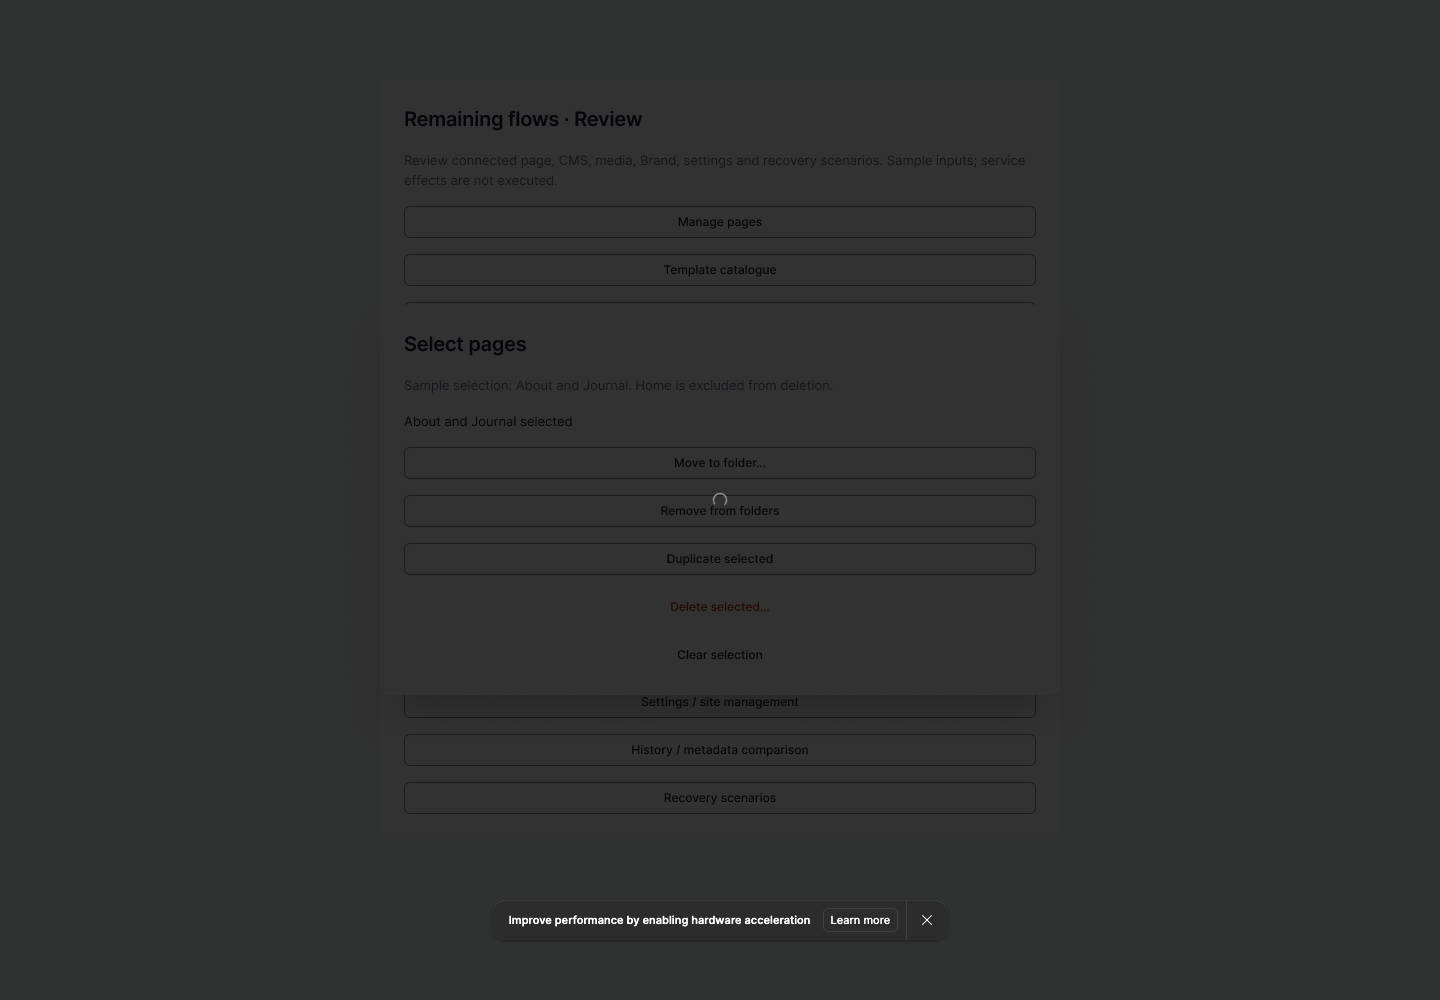 Remaining flows · Review
Review connected page, CMS, media, Brand, settings and recovery scenarios. Sample inputs; service
effects are not executed.
Manage pages
Template catalogue
Select pages
Sample selection: About and Journal. Home is excluded from deletion.
About and Journal selected
Move to folder...
Remove from folders
Duplicate selected
Delete selected...
Clear selection
Settings / site management
History / metadata comparison
Recovery scenarios
Improve performance by enabling hardware acceleration
Learn more